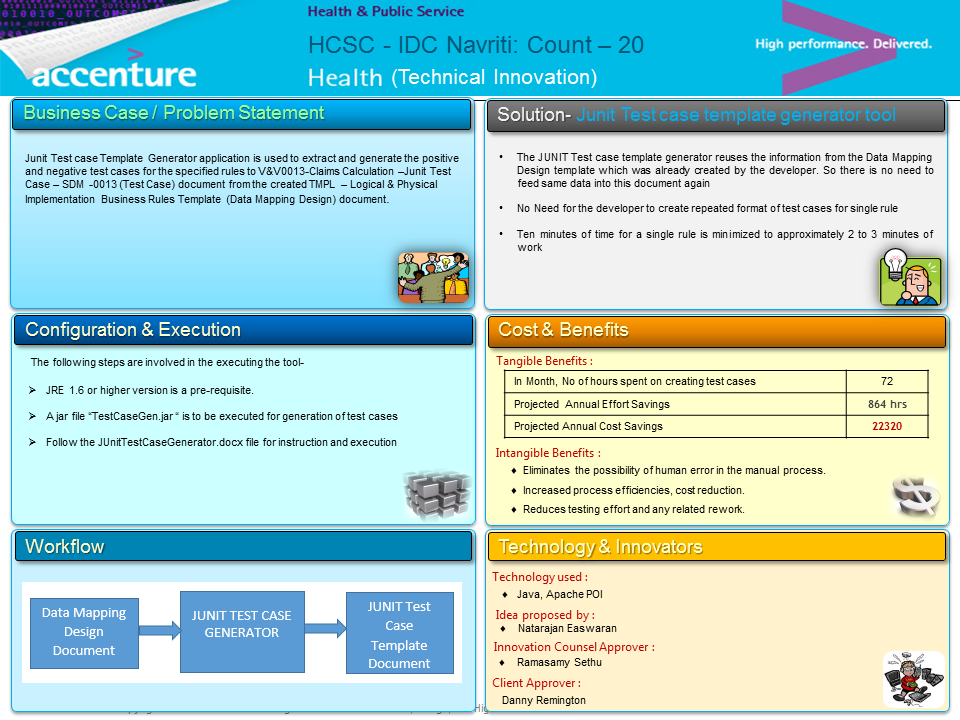 Health & Public Service
HCSC - IDC Navriti: Count – 20
Health (Technical Innovation)
accenture
High performance. Delivered.
Business Case / Problem Statement
Junit Test case Template Generator application is used to extract and generate the positive
and negative test cases for the specified rules to V&V0013-Claims Calculation –Junit Test
Case – SDM -0013 (Test Case) document from the created TMPL – Logical & Physical
Implementation Business Rules Template (Data Mapping Design) document.
Solution- Junit Test case template generator tool
• The JUNIT Test case template generator reuses the information from the Data Mapping
Design template which was already created by the developer. So there is no need to
feed same data into this document again
• No Need for the developer to create repeated format of test cases for single rule
• Ten minutes of time for a single rule is minimized to approximately 2 to 3 minutes of
work
Configuration & Execution
The following steps are involved in the executing the tool-
➢ JRE 1.6 or higher version is a pre-requisite.
➢ A jar file “TestCaseGen.jar “ is to be executed for generation of test cases
➢ Follow the JUnitTestCaseGenerator.docx file for instruction and execution
Cost & Benefits
Tangible Benefits :
In Month, No of hours spent on creating test cases 72
Projected Annual Effort Savings 864 hrs
Projected Annual Cost Savings 22320
Intangible Benefits :
♦ Eliminates the possibility of human error in the manual process.
♦ Increased process efficiencies, cost reduction.
♦ Reduces testing effort and any related rework.
Workflow
Data Mapping
Design
Document
JUNIT TEST CASE
GENERATOR
JUNIT Test
Case
Template
Document
Technology & Innovators
Technology used :
♦ Java, Apache POI
Idea proposed by :
♦ Natarajan Easwaran
Innovation Counsel Approver :
♦ Ramasamy Sethu
Client Approver :
Danny Remington